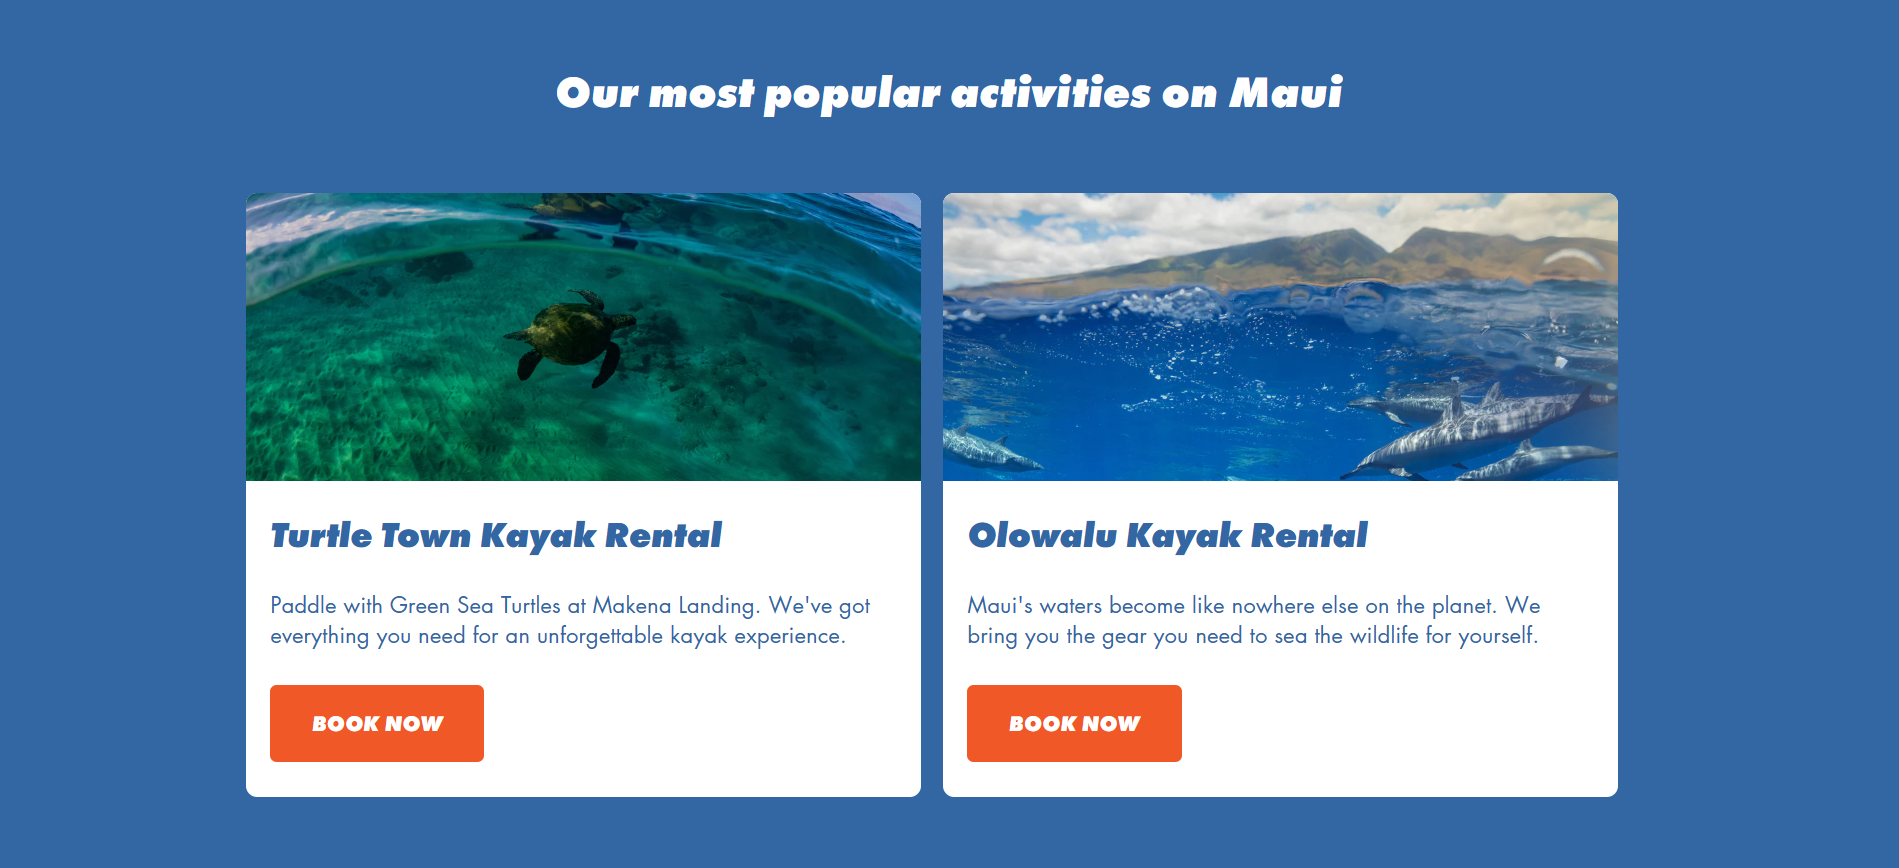 Our most popular activities on Maui
Turtle Town Kayak Rental
Paddle with Green Sea Turtles at Makena Landing. We've got
everything you need for an unforgettable kayak experience.
BOOK NOW
Olowalu Kayak Rental
Maui's waters become like nowhere else on the planet. We
bring you the gear you need to sea the wildlife for yourself.
BOOK NOW